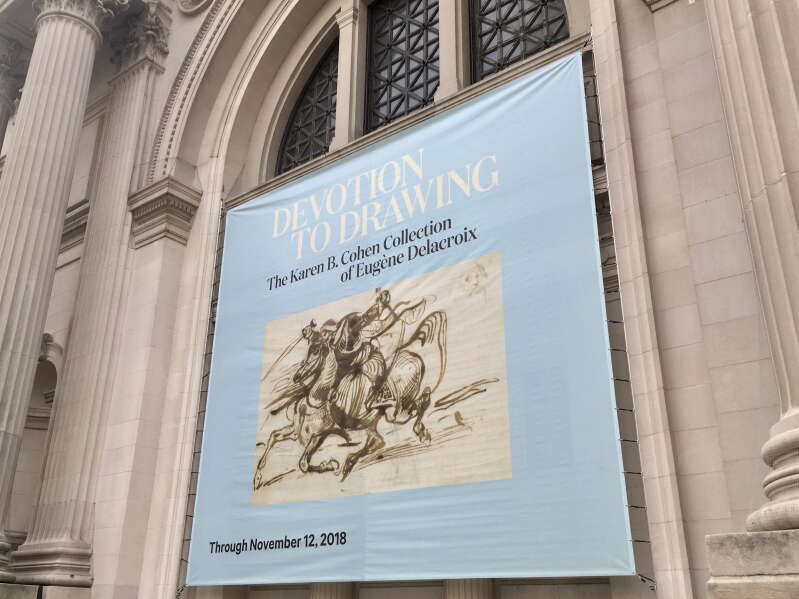 DEVOTION
TO DRAWING
The Karen B. Cohen Collection
of Eugène Delacroix
Through November 12, 2018